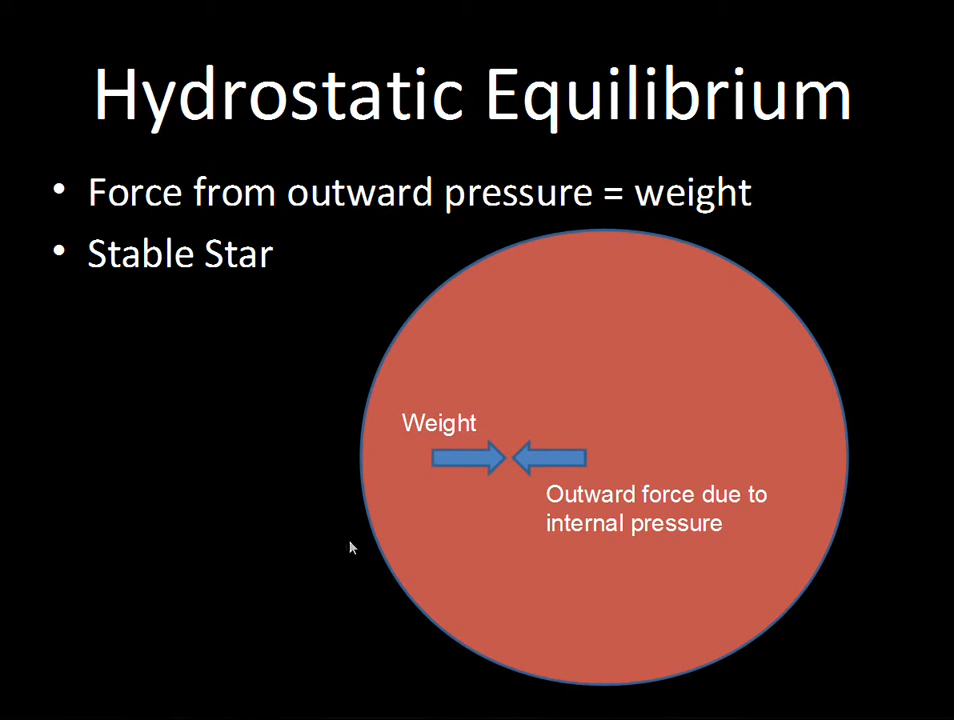 Hydrostatic Equilibrium
• Force from outward pressure = weight
• Stable Star
Weight
Outward force due to
internal pressure